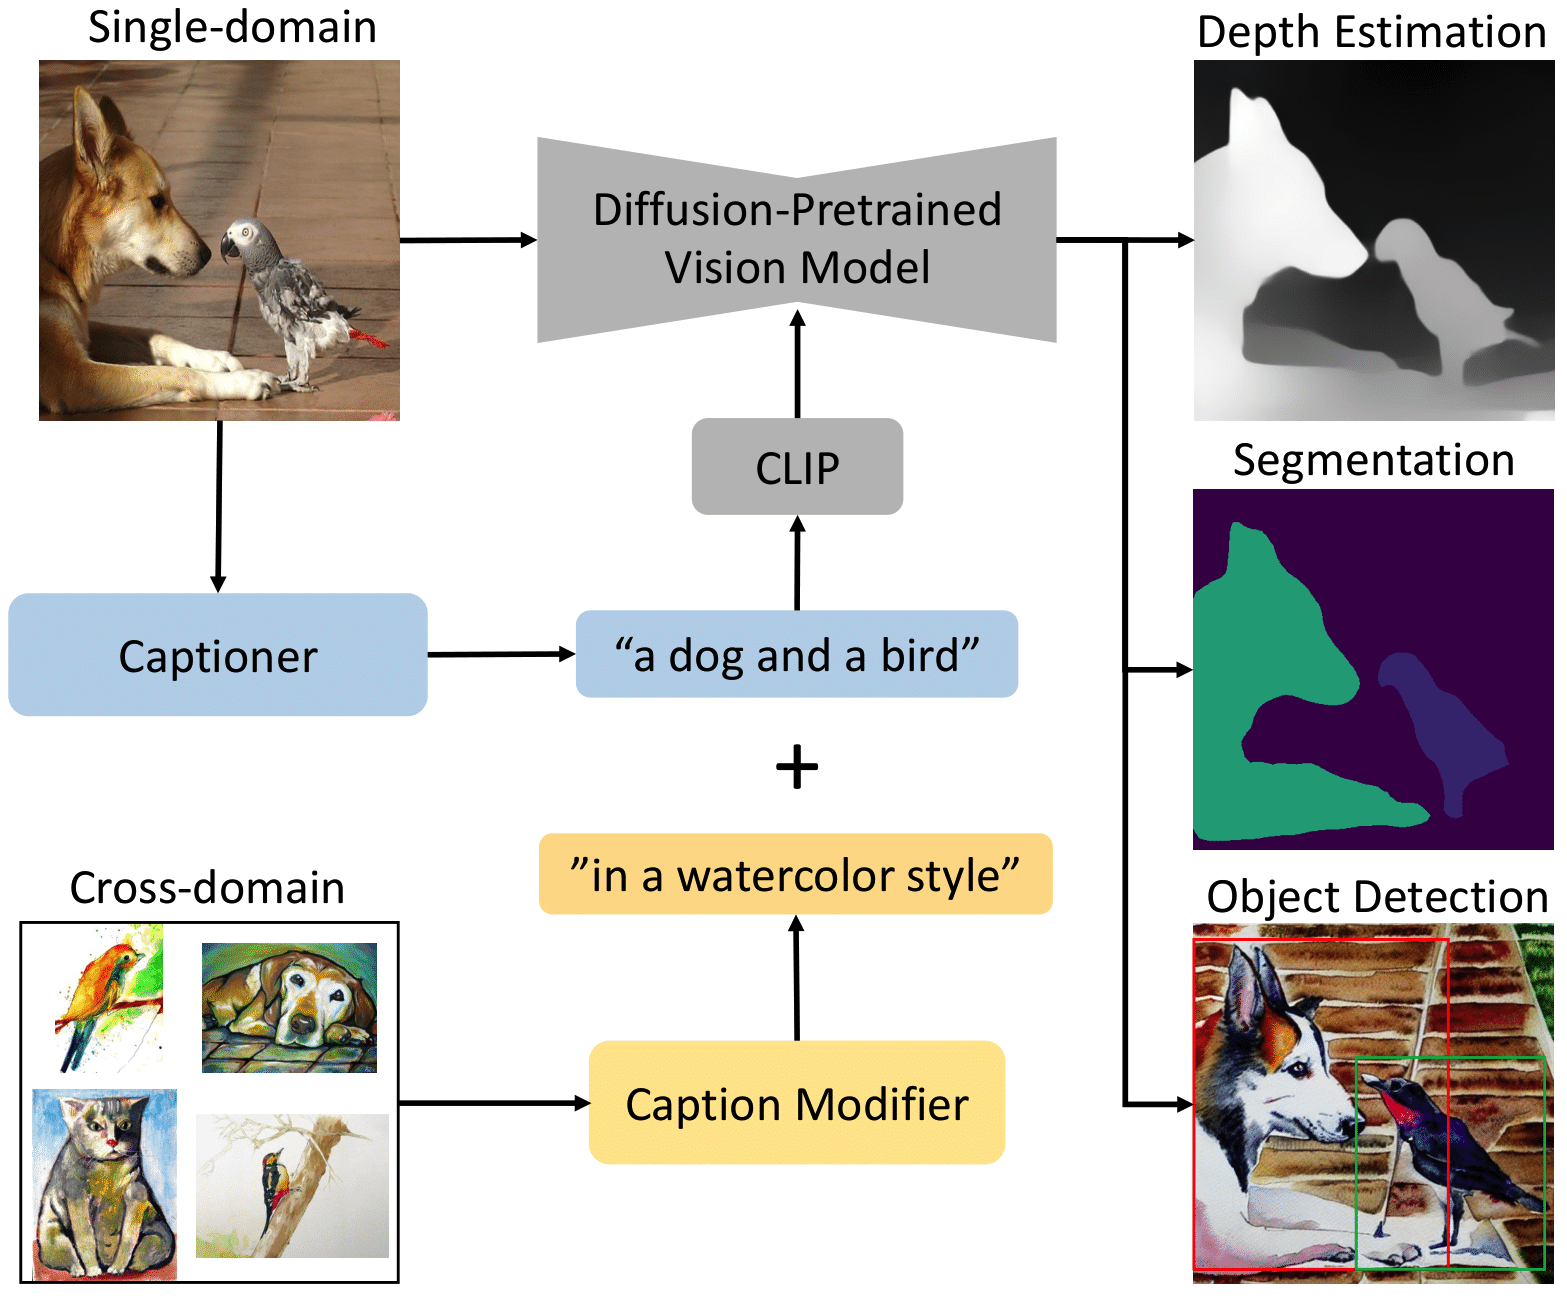 Single-domain
Depth Estimation
Diffusion-Pretrained
Vision Model
CLIP
Segmentation
Captioner
“a dog and a bird”
+
”in a watercolor style”
Cross-domain
Object Detection
Caption Modifier